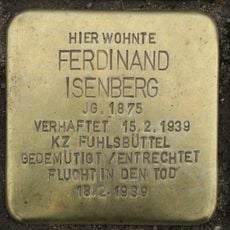 HIER WOHNTE
FERDINAND
ISENBERG
JG. 1875
VERHAFTET 15.2.1939
KZ FUHLSBÜTTEL
GEDEMÜTIGT / ENTRECHTET
FLUCHT IN DEN TOD
18.2.1939